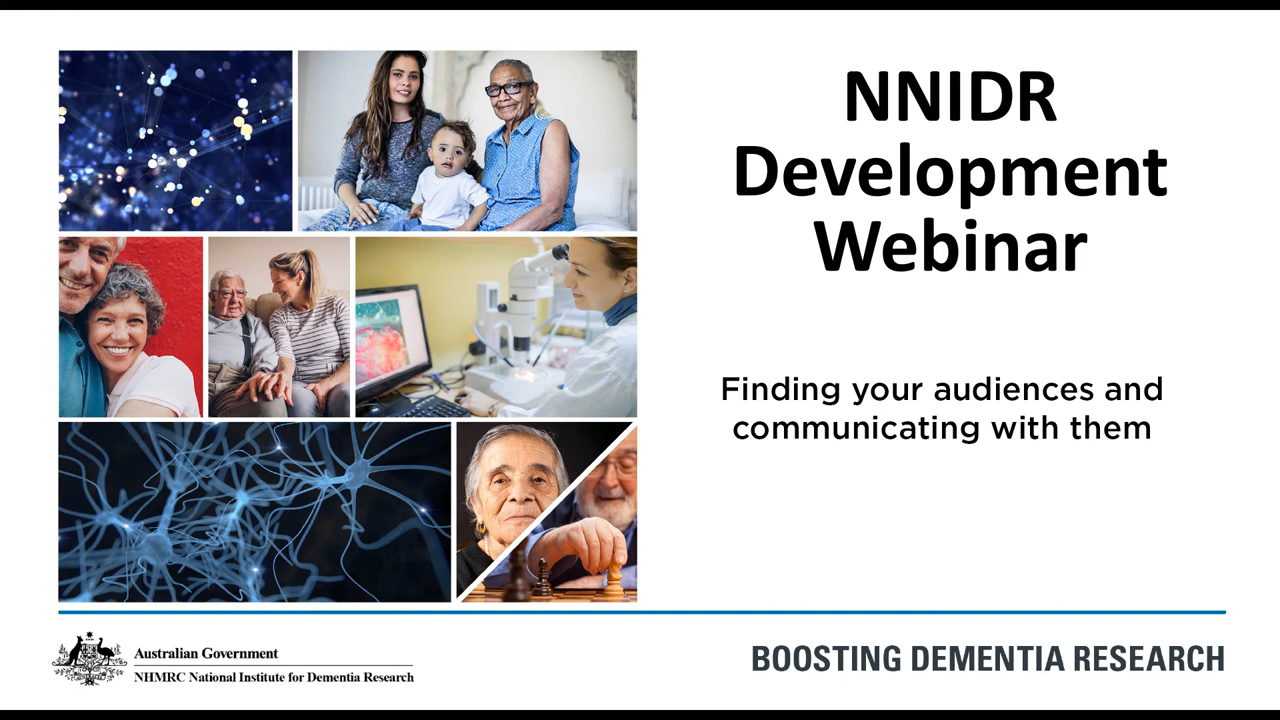 NNIDR
Development
Webinar
Finding your audiences and
communicating with them
Australian Government
NHMRC National Institute for Dementia Research
BOOSTING DEMENTIA RESEARCH